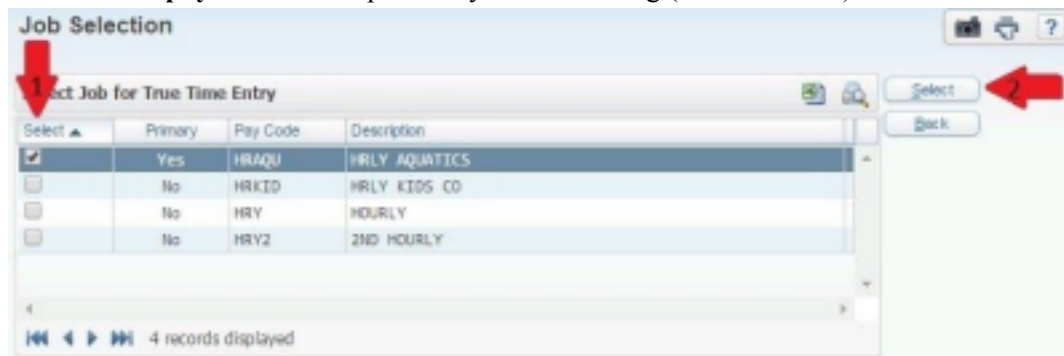 Job Selection
?
1
ect Job for True Time Entry
Select
2
Back
Select Primary Pay Code Description
Yes HRAQU HRLY AQUATICS
No HRKID HRLY KIDS CO
No HRY HOURLY
No HRY2 2ND HOURLY
4 records displayed